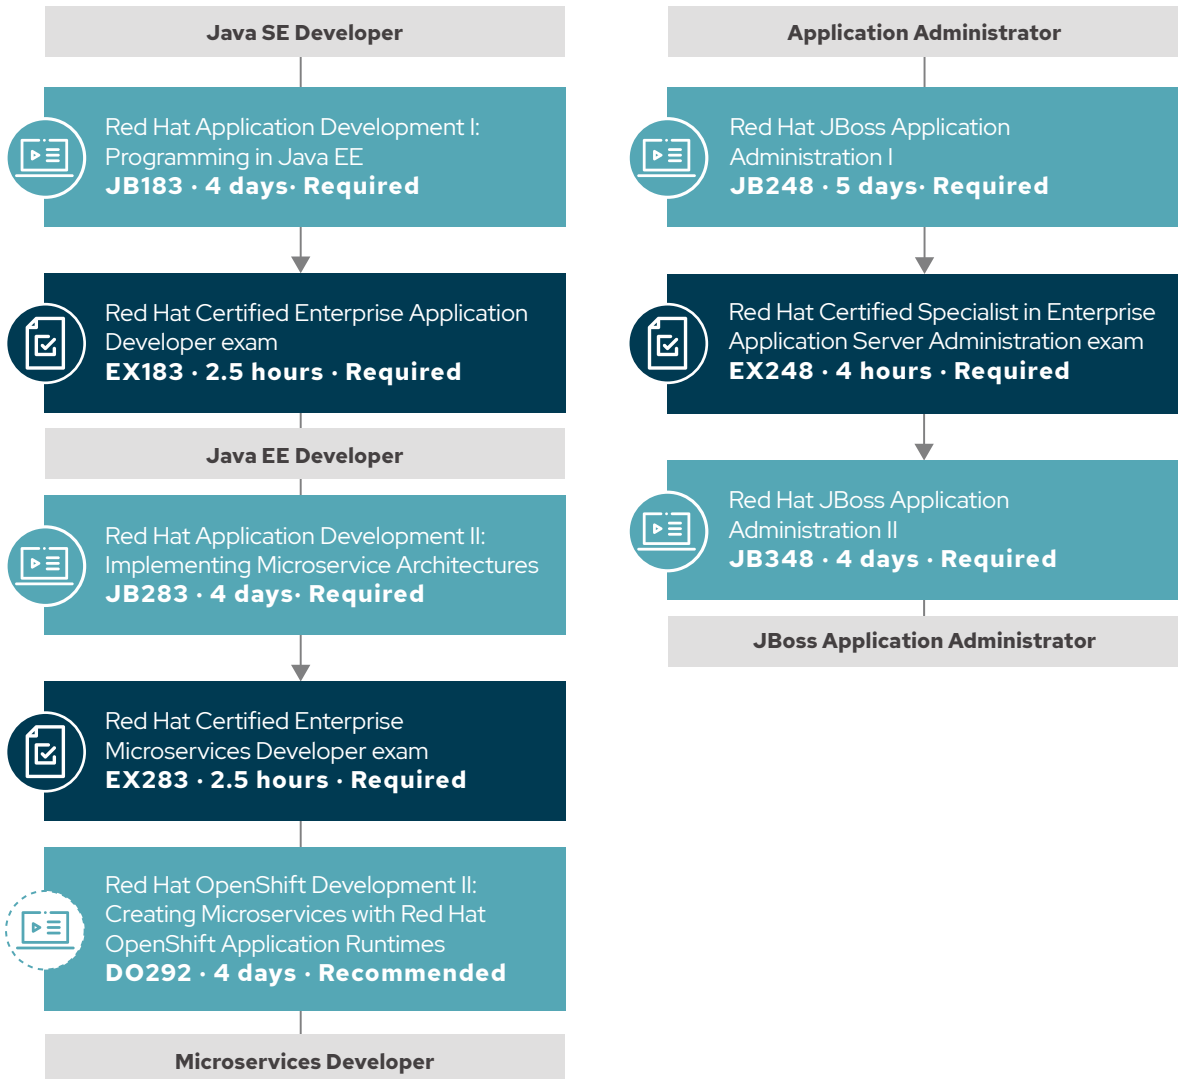 Java SE Developer
Red Hat Application Development I:
Programming in Java EE
JB183 · 4 days· Required
Red Hat Certified Enterprise Application
Developer exam
EX183 · 2.5 hours · Required
Java EE Developer
Red Hat Application Development II:
Implementing Microservice Architectures
JB283 · 4 days· Required
Red Hat Certified Enterprise
Microservices Developer exam
EX283 · 2.5 hours · Required
Red Hat OpenShift Development II:
Creating Microservices with Red Hat
OpenShift Application Runtimes
DO292 · 4 days · Recommended
Microservices Developer
Application Administrator
Red Hat JBoss Application
Administration I
JB248 · 5 days· Required
Red Hat Certified Specialist in Enterprise
Application Server Administration exam
EX248 · 4 hours · Required
Red Hat JBoss Application
Administration II
JB348 · 4 days · Required
JBoss Application Administrator